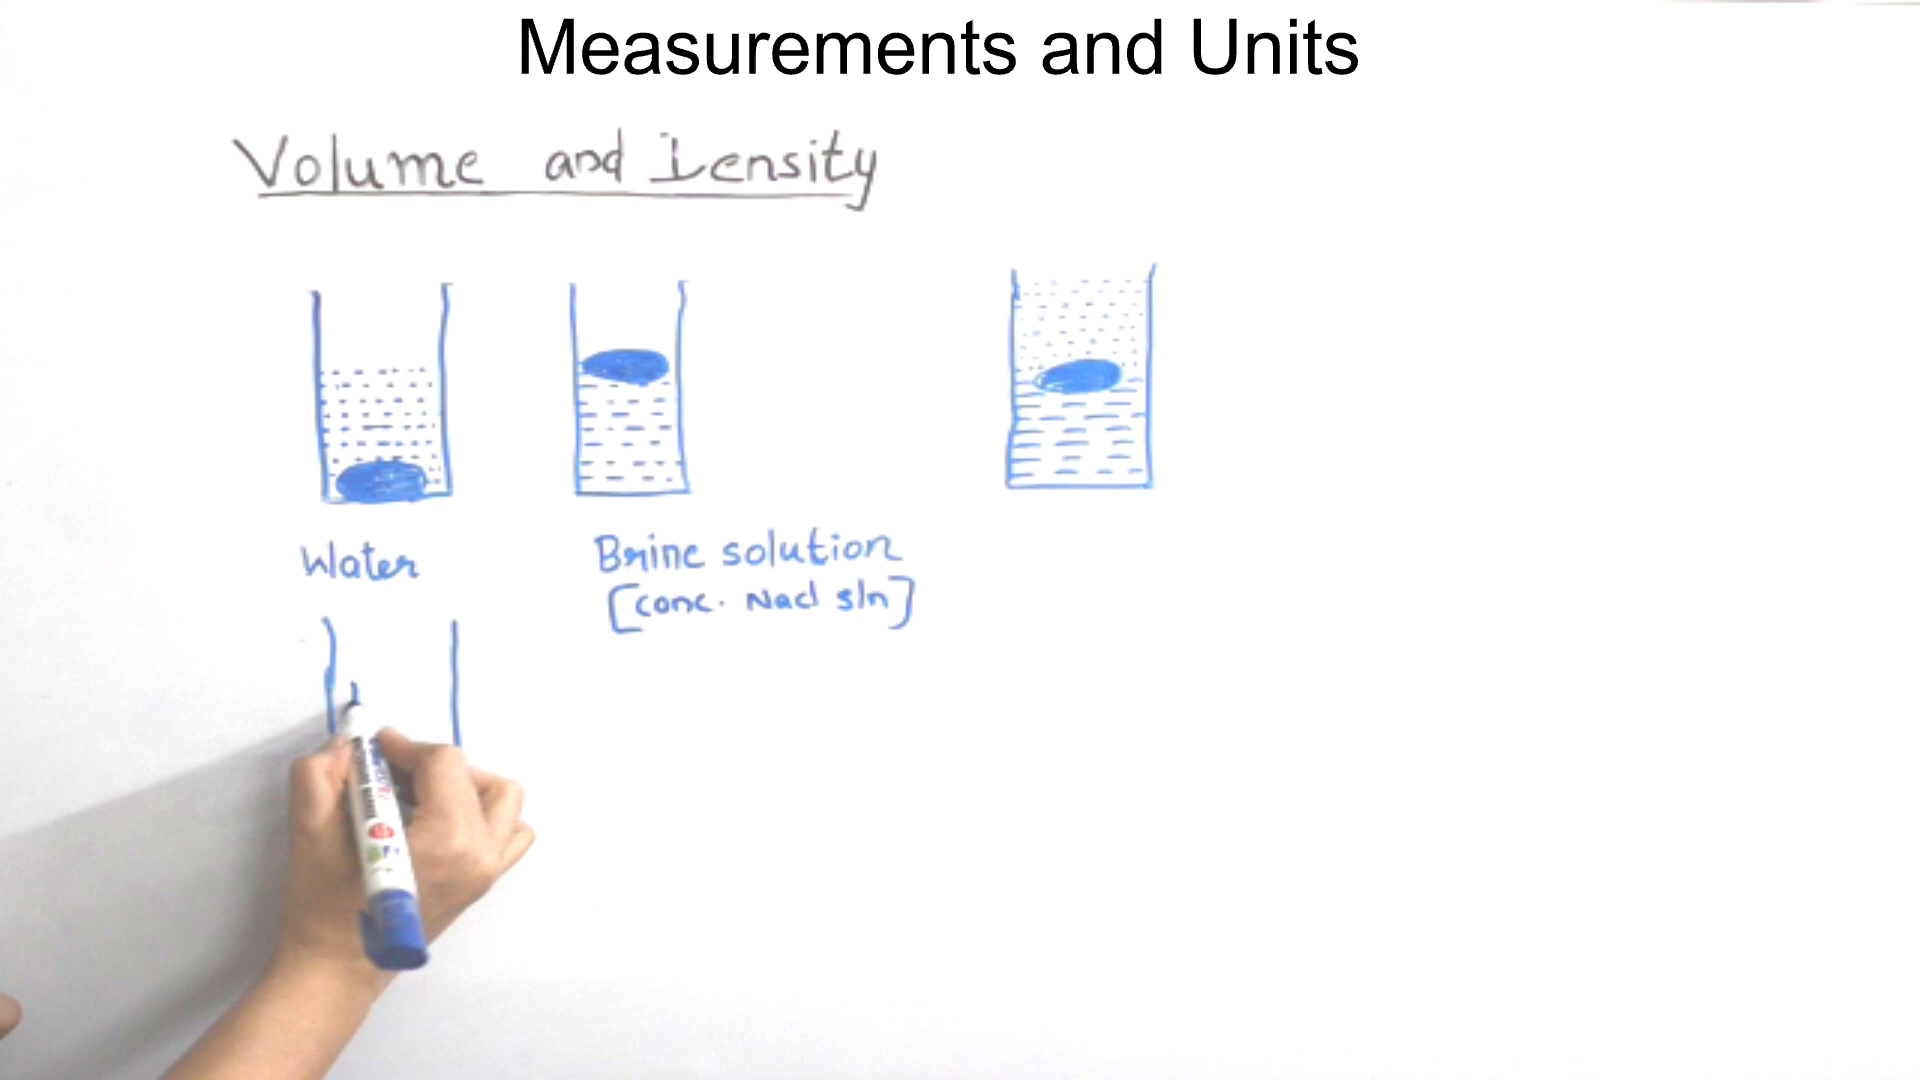 Measurements and Units
Volume and Density
Water
Brine solution
[conc. Nacl sln]